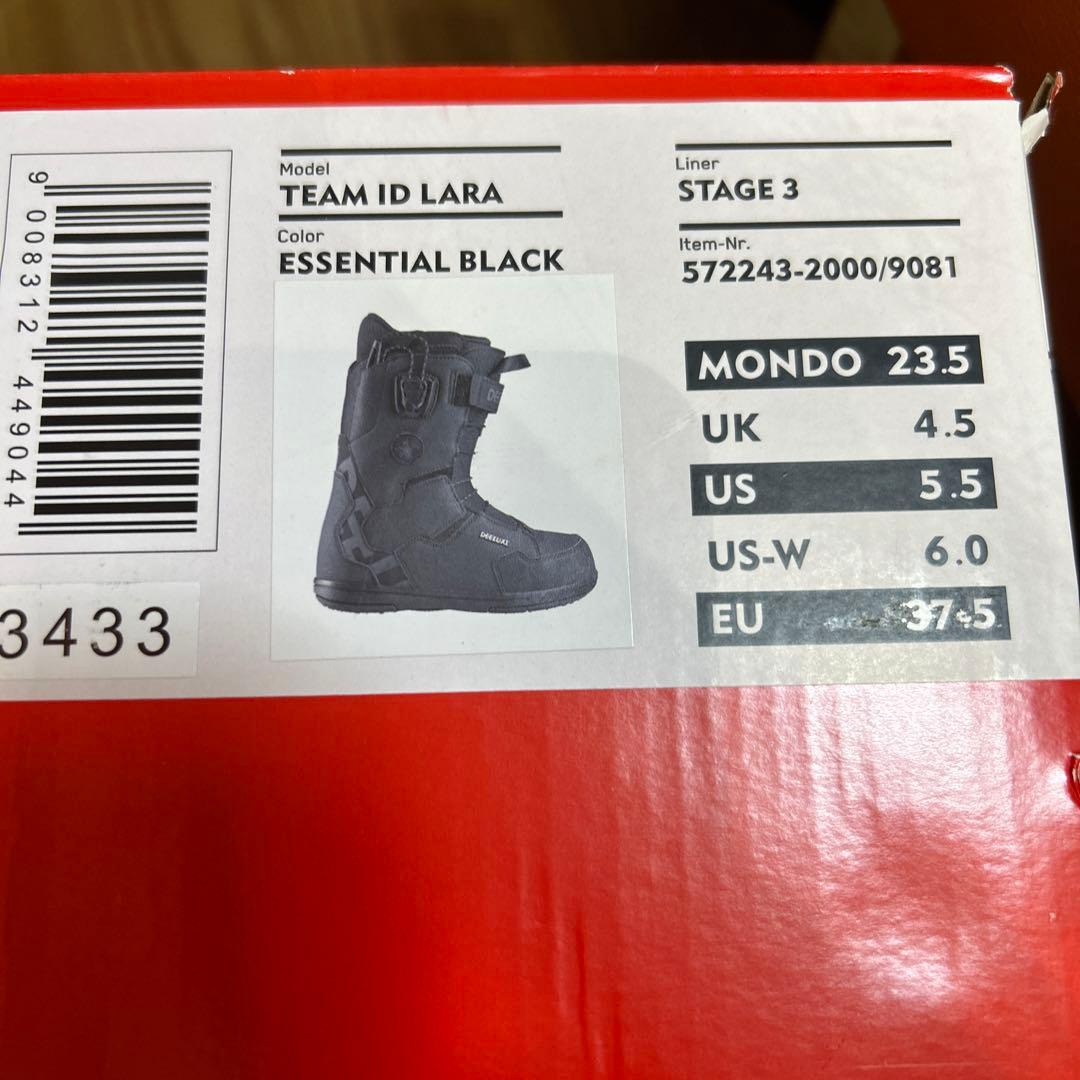 9 008312 449044
3433
Model
TEAM ID LARA
Color
ESSENTIAL BLACK
DEELUXE
Liner
STAGE 3
Item-Nr.
572243-2000/9081
MONDO 23.5
UK 4.5
US 5.5
US-W 6.0
EU 37.5